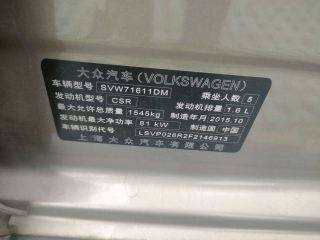 大众汽车(VOLKSWAGEN)
车辆型号 SVW71611DM 乘坐人数 5
发动机型号 CSR 发动机排量 1.6L
最大允许总质量 1545kg 制造年月 2015.10
发动机最大功率 81 kW 制造国 中国
车辆识别代号 LSVP026R2F2146913
上海大众汽车有限公司